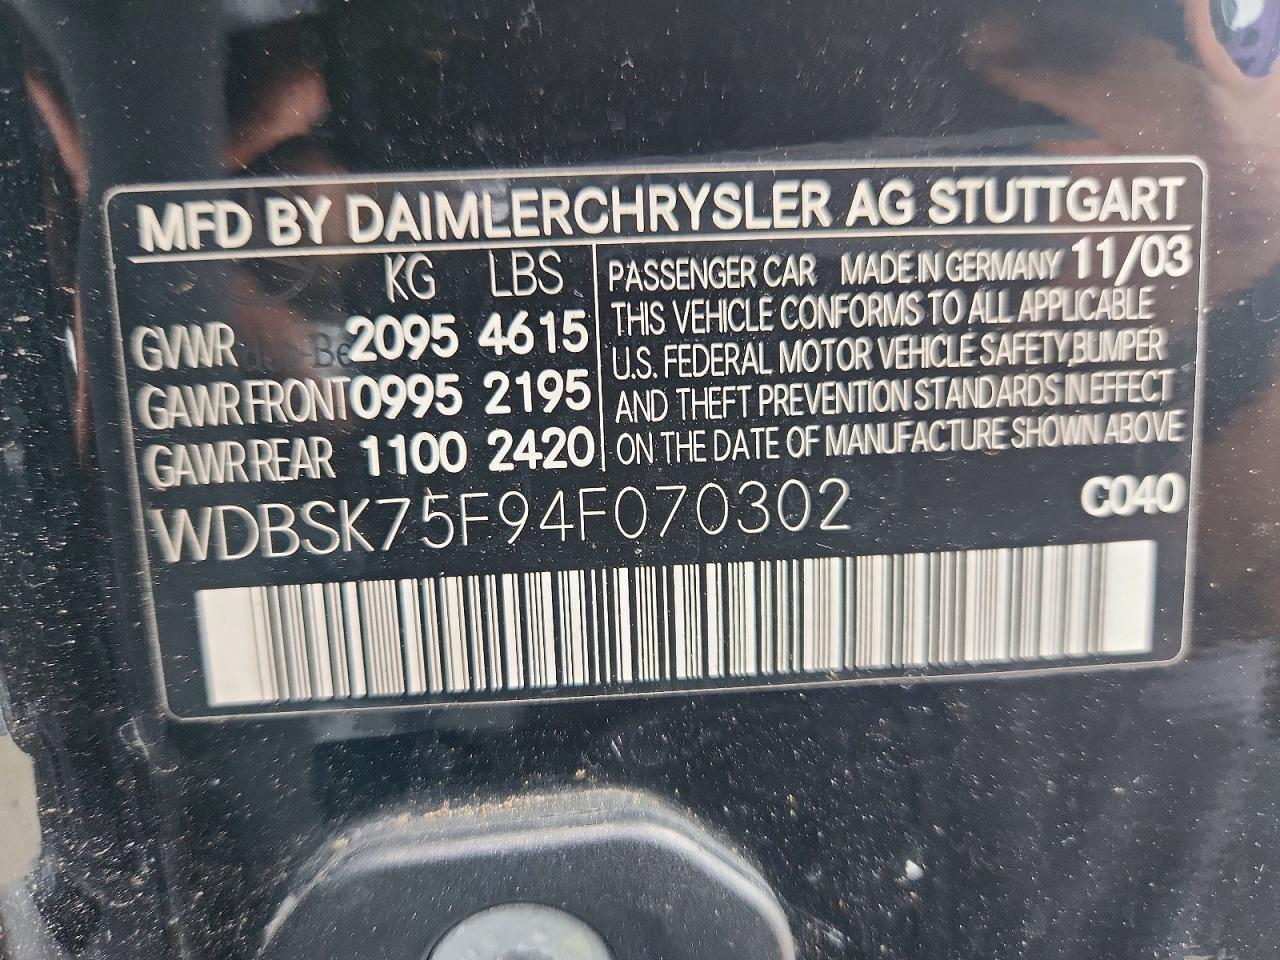 MFD BY DAIMLERCHRYSLER AG STUTTGART
KG LBS
GVWR 2095 4615
GAWR FRONT 0995 2195
GAWR REAR 1100 2420
PASSENGER CAR MADE IN GERMANY 11/03
THIS VEHICLE CONFORMS TO ALL APPLICABLE
U.S. FEDERAL MOTOR VEHICLE SAFETY, BUMPER
AND THEFT PREVENTION STANDARDS IN EFFECT
ON THE DATE OF MANUFACTURE SHOWN ABOVE
WDBSK75F94F070302 C040